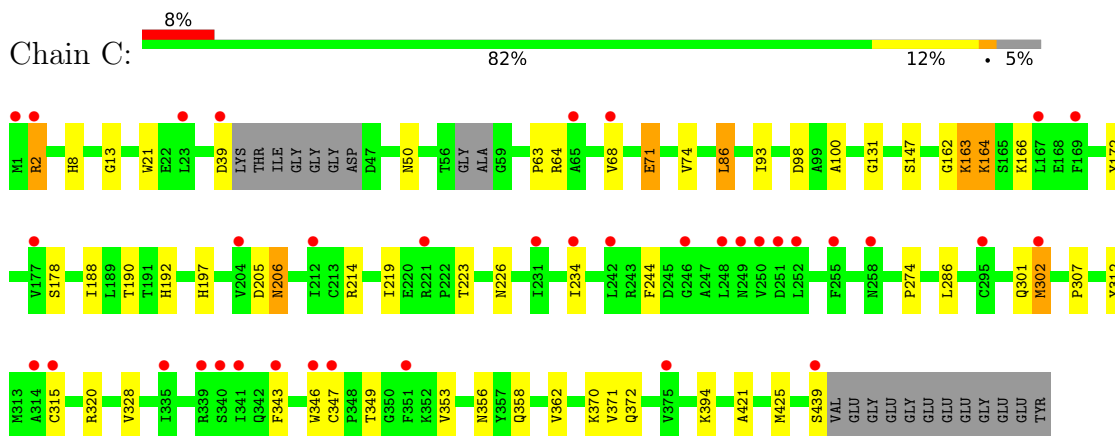 8%
Chain C:
82% 12% • 5%
M1 R2 H8 G13 W21 E22 L23 D39 LYS THR ILE GLY GLY GLY ASP D47 N50 T56 GLY ALA G59 P63 R64 A65 V68 E71 V74 L86 I93 D98 A99 A100 G131 S147 G162 K163 K164 S165 K166 L167 E168 F169
V177 S178 I188 L189 T190 T191 H192 H197 V204 D205 N206 I212 C213 R214 I219 E220 R221 P222 T223 N226 I231 I234 L242 R243 F244 D245 G246 A247 L248 N249 V250 D251 L252 F255 N258 P274 L286 C295 Q301 M302 P307
M313 A314 C315 R320 V328 I335 R339 S340 I341 Q342 F343 W346 C347 P348 T349 G350 F351 K352 V353 N356 Y357 Q358 V362 K370 V371 Q372 V375 K394 A421 M425 S439 VAL GLU GLY GLU GLY GLU GLU GLU GLY GLU GLU TYR